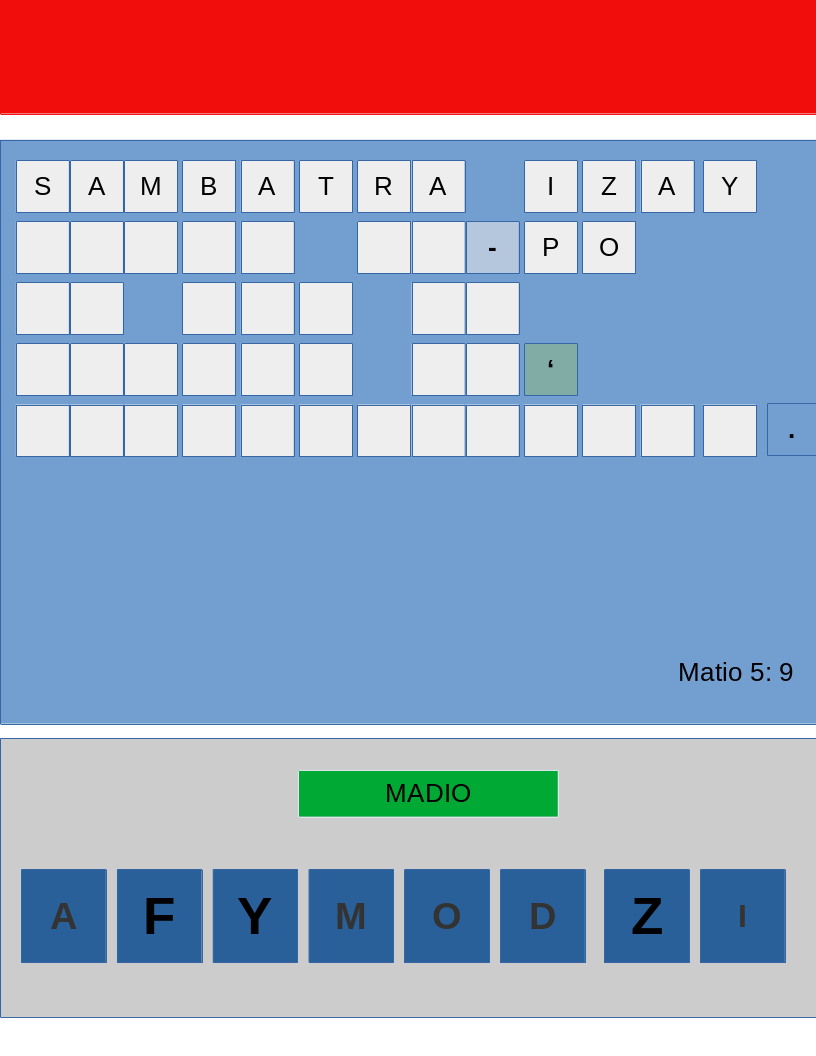 SAMBATRA IZAY
- PO
‘
.
Matio 5: 9
MADIO
A F Y M O D Z I